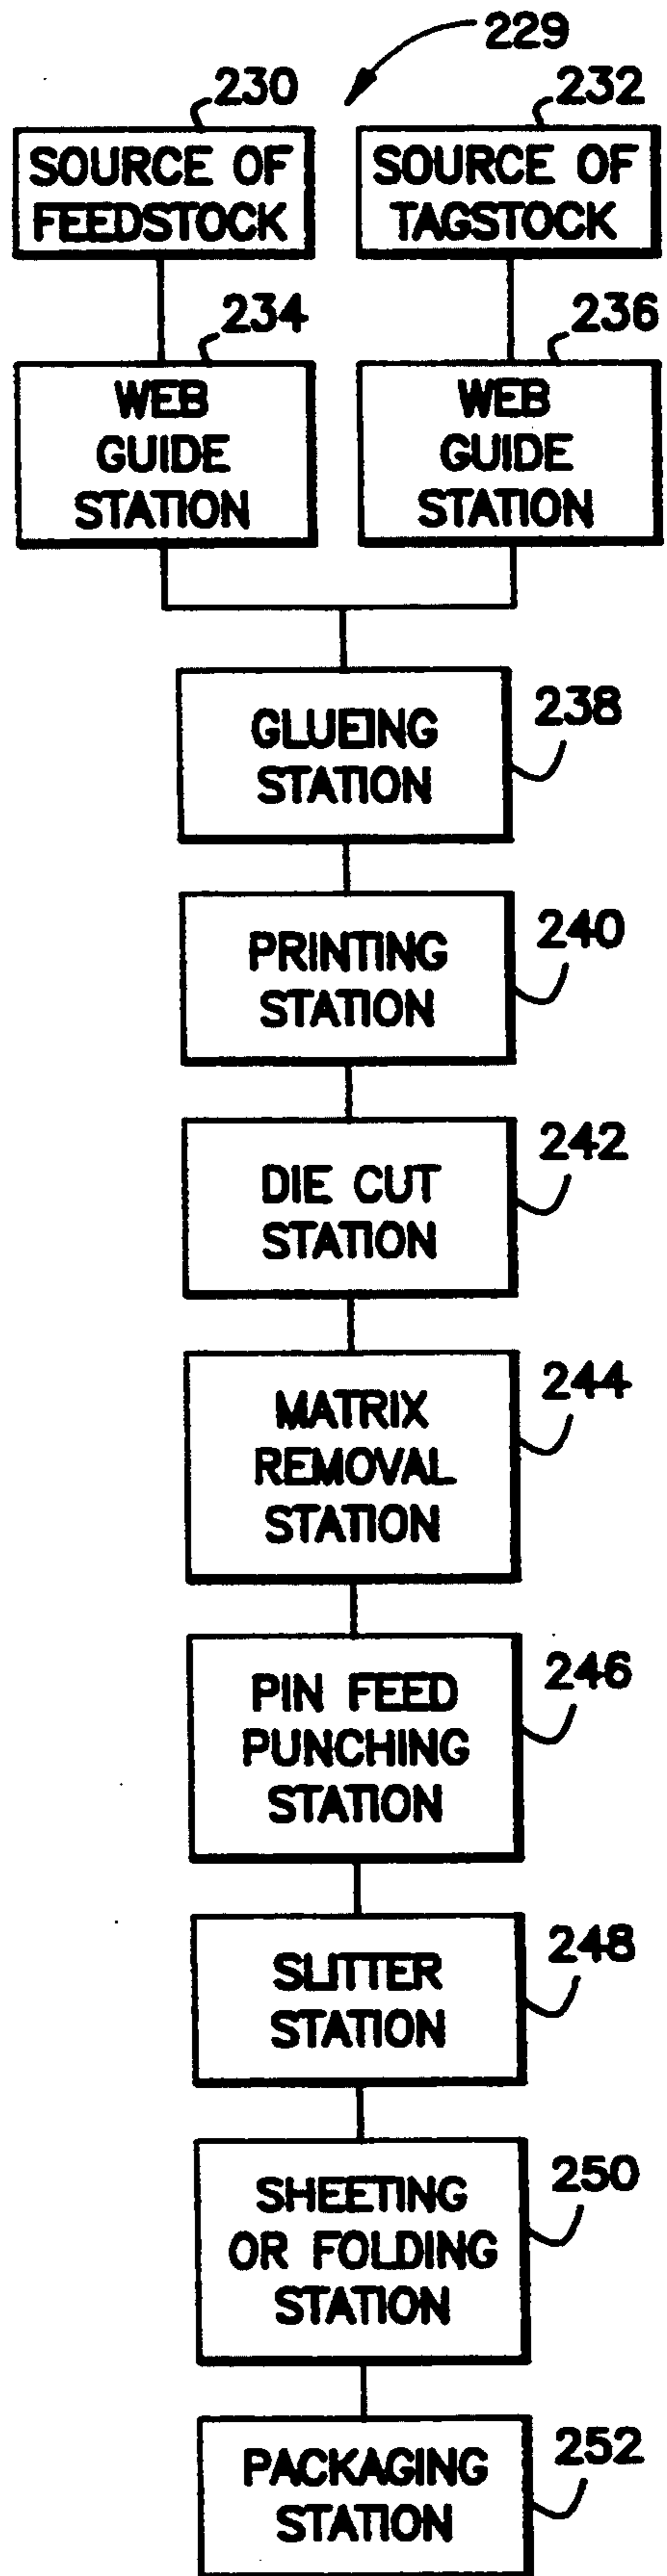 229
230
232
SOURCE OF
FEEDSTOCK
SOURCE OF
TAGSTOCK
234
236
WEB
GUIDE
STATION
WEB
GUIDE
STATION
GLUEING
STATION
238
PRINTING
STATION
240
DIE CUT
STATION
242
MATRIX
REMOVAL
STATION
244
PIN FEED
PUNCHING
STATION
246
SLITTER
STATION
248
SHEETING
OR FOLDING
STATION
250
PACKAGING
STATION
252